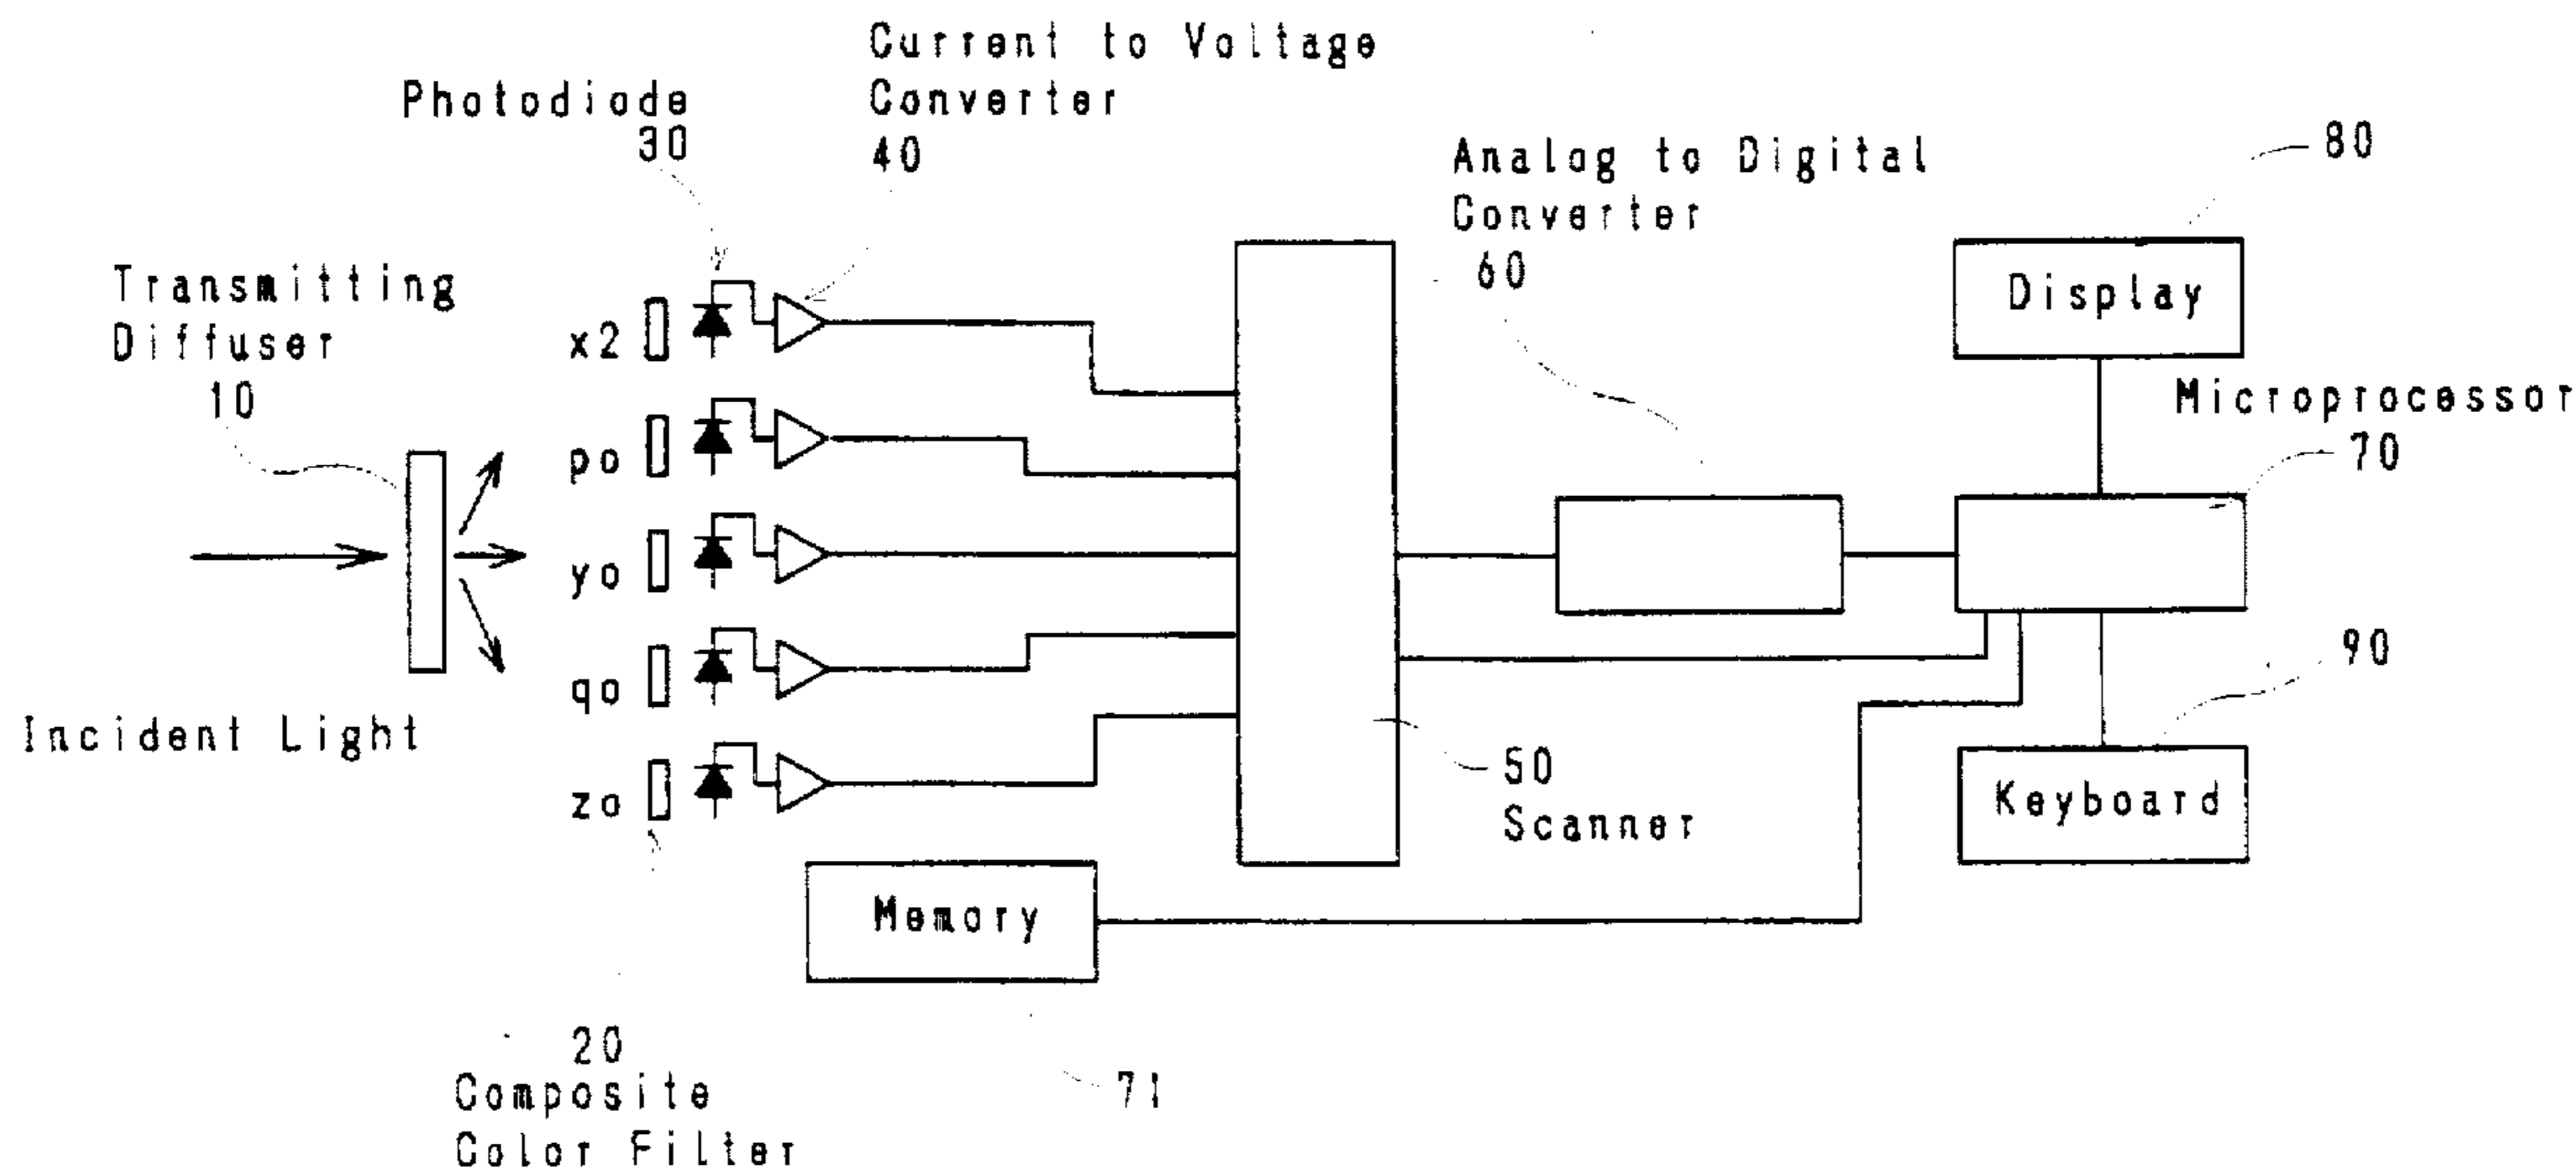 Current to Voltage
Converter
40
Photodiode
30
Analog to Digital
Converter
60
80
Display
Transmitting
Diffuser
10
x2
po
yo
qo
zo
Microprocessor
70
90
Keyboard
Incident Light
50
Scanner
Memory
71
20
Composite
Color Filter